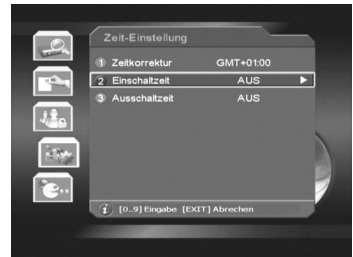 Zeit-Einstellung
1 Zeitkorrektur GMT+01:00
2 Einschaltzeit AUS
3 Ausschaltzeit AUS
[0..9] Eingabe [EXIT] Abrechen